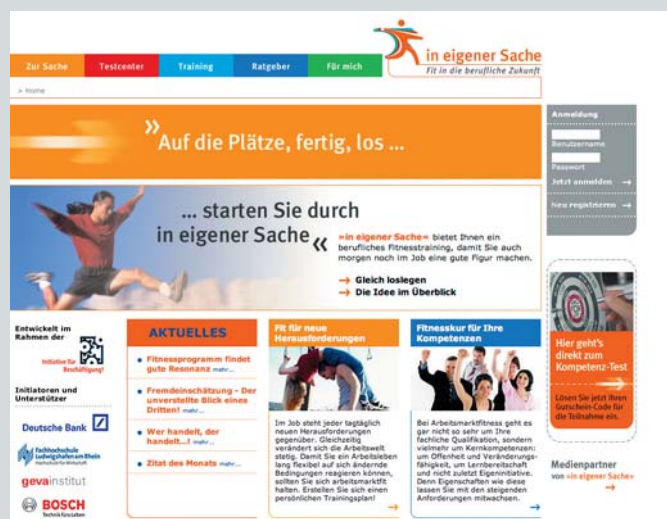 in eigener Sache
Fit in die berufliche Zukunft
Zur Sache
Testcenter
Training
Ratgeber
Für mich
> Home
»Auf die Plätze, fertig, los ...
... starten Sie durch
in eigener Sache«
»in eigener Sache« bietet Ihnen ein
berufliches Fitnesstraining, damit Sie auch
morgen noch im Job eine gute Figur machen.
→ Gleich loslegen
→ Die Idee im Überblick
Anmeldung
Benutzername
Passwort
Jetzt anmelden →
Neu registrieren →
Entwickelt im
Rahmen der
Initiative für
Beschäftigung!
Initiatoren und
Unterstützer
Deutsche Bank
Fachhochschule
Ludwigshafen am Rhein
Hochschule für Wirtschaft
gevainstitut
BOSCH
Technik fürs Leben
AKTUELLES
• Fitnessprogramm findet
gute Resonanz mehr...
• Fremdeinschätzung - Der
unverstellte Blick eines
Dritten! mehr...
• Wer handelt, der
handelt...! mehr...
• Zitat des Monats mehr...
Fit für neue
Herausforderungen
Im Job steht jeder tagtäglich
neuen Herausforderungen
gegenüber. Gleichzeitig
verändert sich die Arbeitswelt
stetig. Damit Sie ein Arbeitsleben
lang flexibel auf sich ändernde
Bedingungen reagieren können,
sollten Sie sich arbeitsmarktfit
halten. Erstellen Sie sich einen
persönlichen Trainingsplan!
→
Fitnesskur für Ihre
Kompetenzen
Bei Arbeitsmarktfitness geht es
gar nicht so sehr um Ihre
fachliche Qualifikation, sondern
vielmehr um Kernkompetenzen:
um Offenheit und Veränderungs-
fähigkeit, um Lernbereitschaft
und nicht zuletzt Eigeninitiative.
Denn Eigenschaften wie diese
lassen Sie mit den steigenden
Anforderungen mitwachsen.
→
Hier geht's
direkt zum
Kompetenz-Test
Lösen Sie jetzt Ihren
Gutschein-Code für
die Teilnahme ein.
Medienpartner
von »in eigener Sache«
→